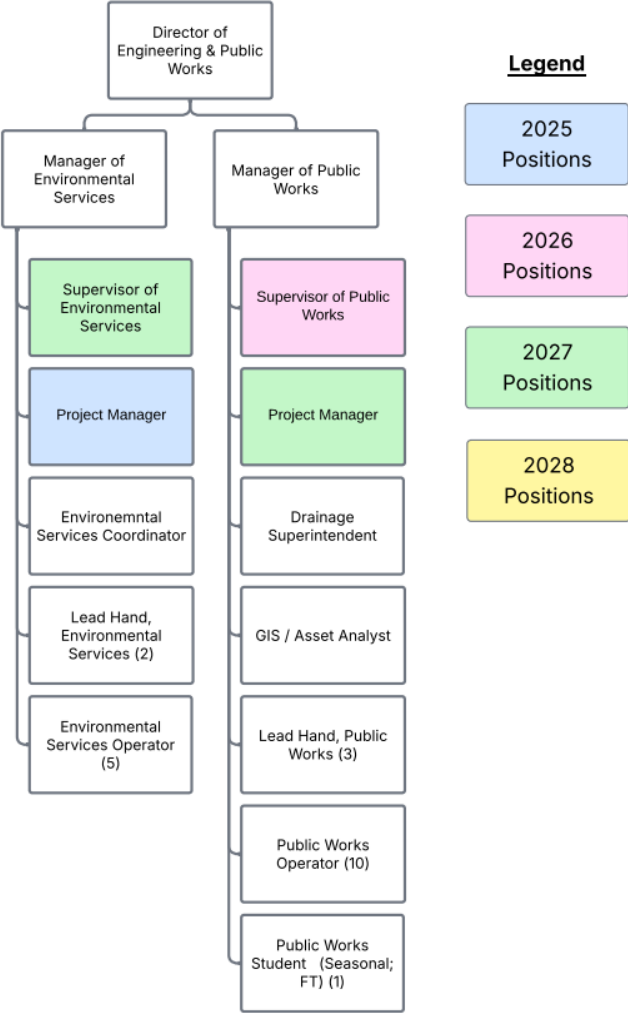 Director of
Engineering & Public
Works
Legend
Manager of
Environmental
Services
Manager of Public
Works
Supervisor of
Environmental
Services
Project Manager
Environemntal
Services Coordinator
Lead Hand,
Environmental
Services (2)
Environmental
Services Operator
(5)
Supervisor of Public
Works
Project Manager
Drainage
Superintendent
GIS / Asset Analyst
Lead Hand, Public
Works (3)
Public Works
Operator (10)
Public Works
Student (Seasonal;
FT) (1)
2025
Positions
2026
Positions
2027
Positions
2028
Positions